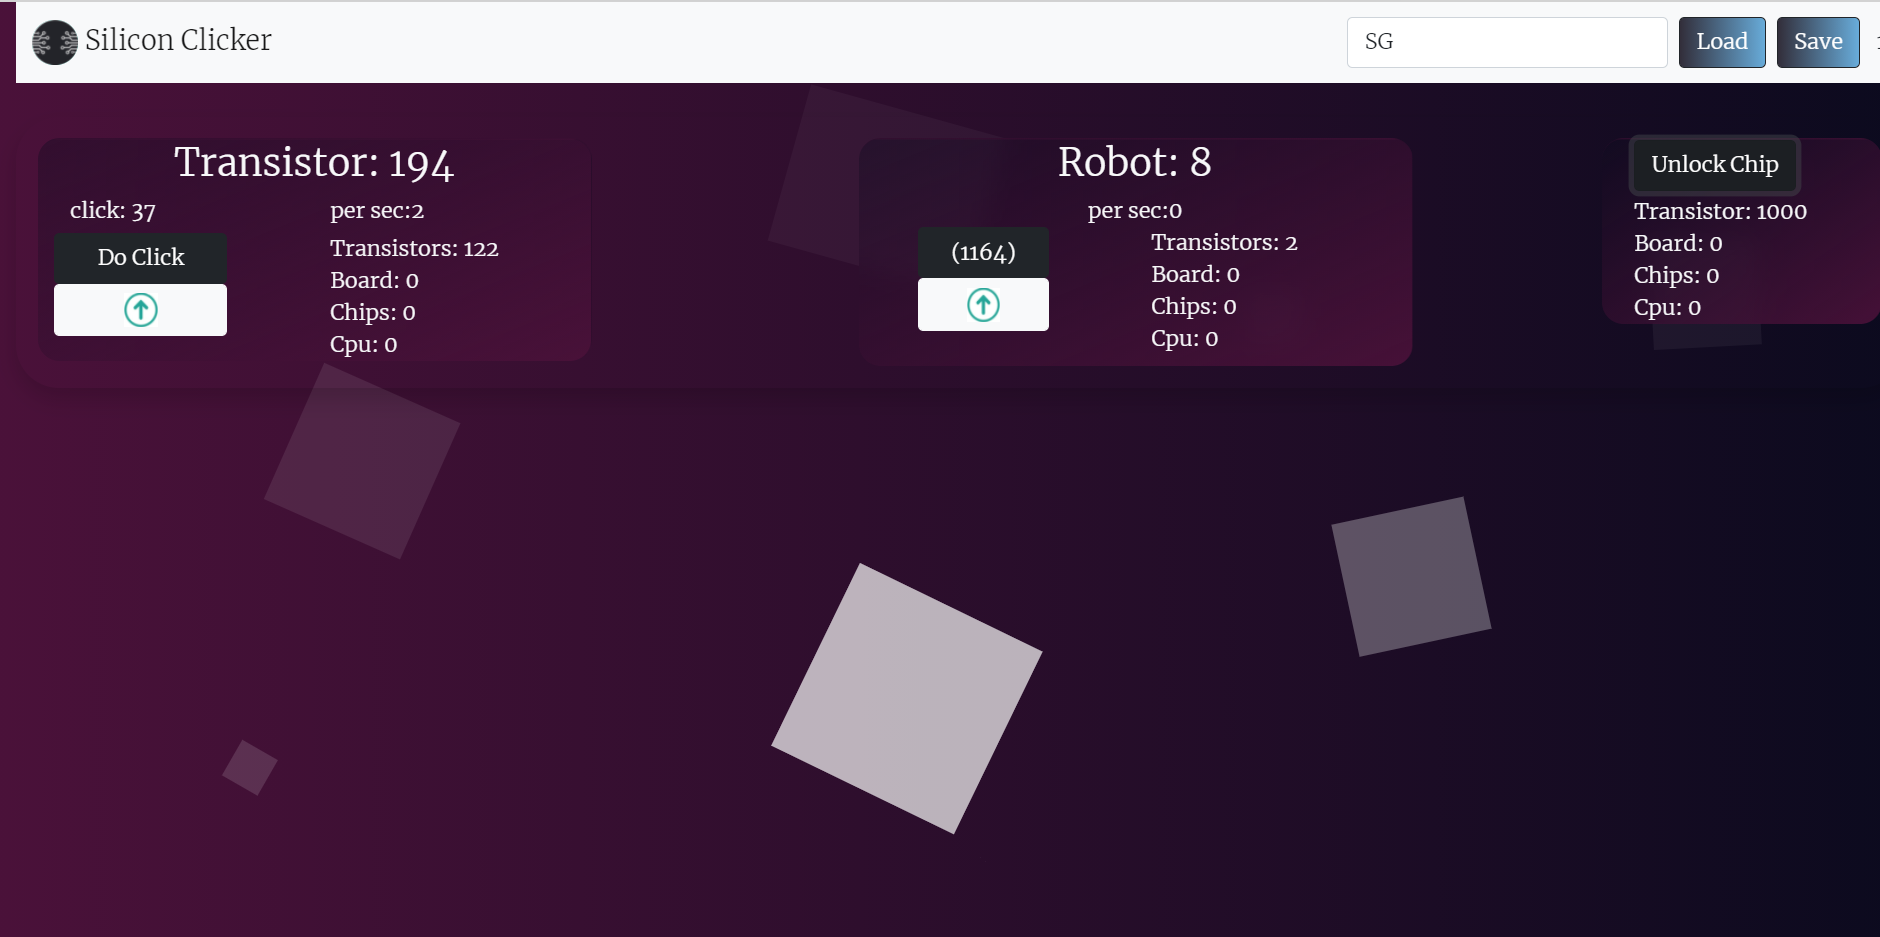 Silicon Clicker
SG
Load
Save
Transistor: 194
click: 37
per sec:2
Do Click
Transistors: 122
Board: 0
Chips: 0
Cpu: 0
Robot: 8
per sec:0
(1164)
Transistors: 2
Board: 0
Chips: 0
Cpu: 0
Unlock Chip
Transistor: 1000
Board: 0
Chips: 0
Cpu: 0